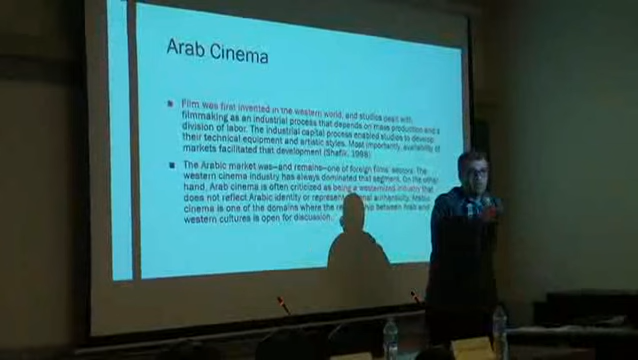 Arab Cinema
Film was first invented in the western world, and studios dealt with
filmmaking as an industrial process that depends on mass production and a
division of labor. The industrial capital process enabled studios to develop
their technical equipment and artistic styles. Most importantly, availability of
markets facilitated that development (Shafik, 1998)
The Arabic market was—and remains—one of foreign films' sectors. The
western cinema industry has always dominated that segment. On the other
hand, Arab cinema is often criticized as being a westernized industry that
does not reflect Arabic identity or authenticity. Arabic
cinema is one of the domains where the between Arab and
western cultures is open for discussion.